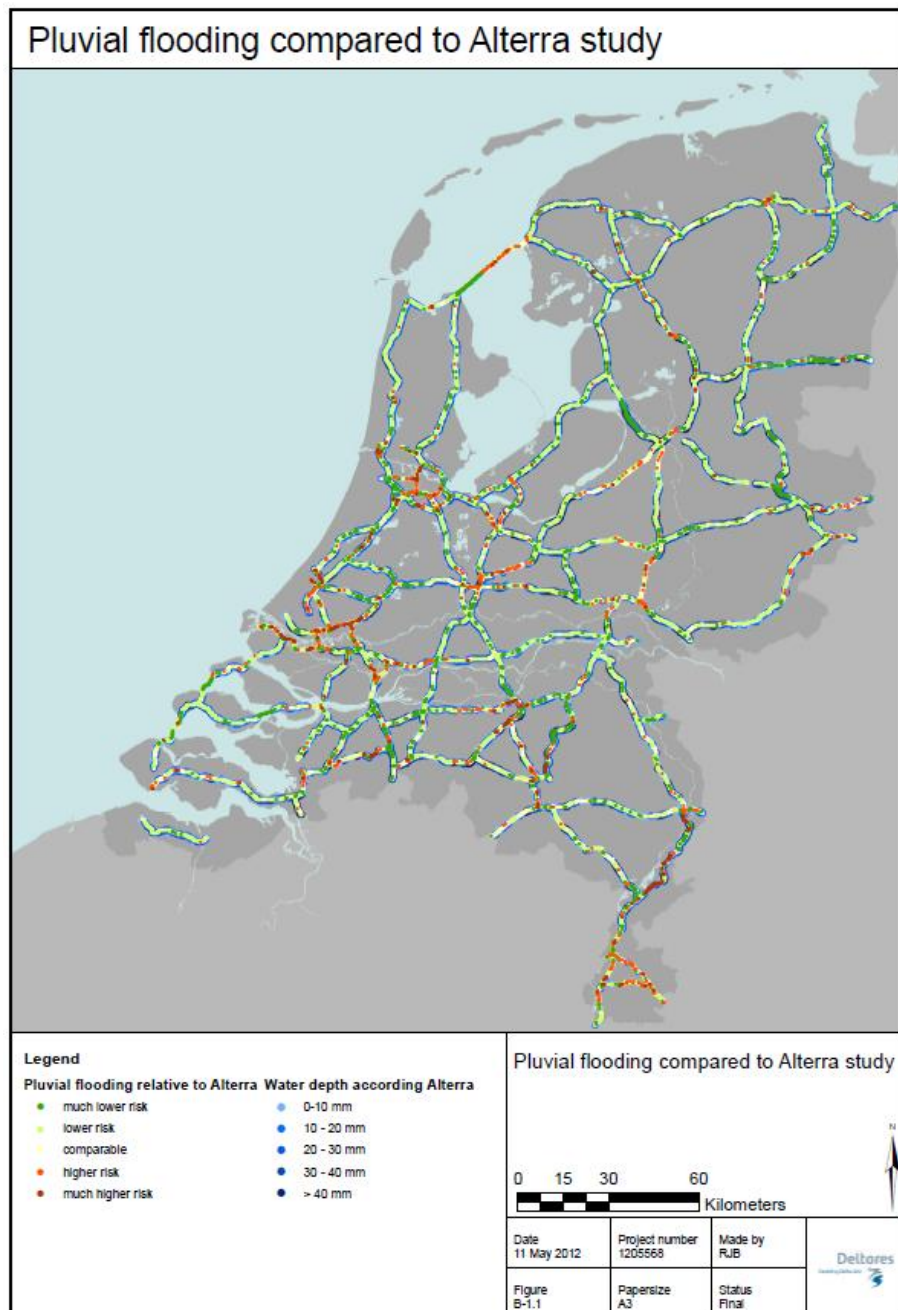 Pluvial flooding compared to Alterra study
Legend
Pluvial flooding relative to Alterra
much lower risk
lower risk
comparable
higher risk
much higher risk
Water depth according Alterra
0-10 mm
10 - 20 mm
20 - 30 mm
30 - 40 mm
> 40 mm
Pluvial flooding compared to Alterra study
N
0 15 30 60
Kilometers
Date
11 May 2012
Project number
1205568
Made by
RJB
Figure
B-1.1
Papersize
A3
Status
Final
Deltares